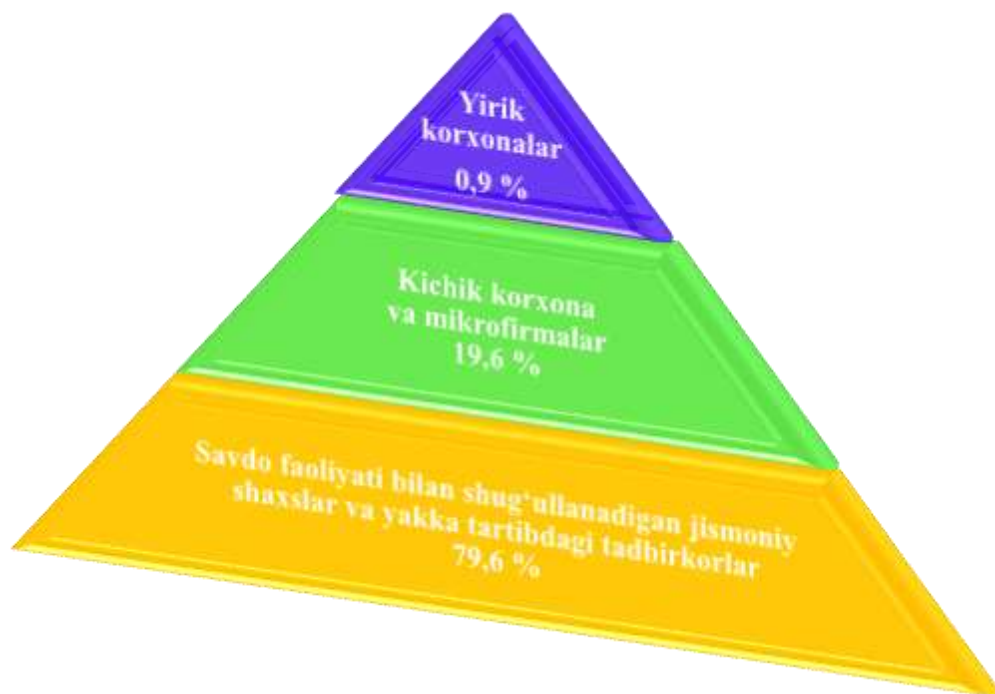 Yirik
korxonalar
0,9 %
Kichik korxona
va mikrofirmalar
19,6 %
Savdo faoliyati bilan shug‘ullanadigan jismoniy
shaxslar va yakka tartibdagi tadbirkorlar
79,6 %